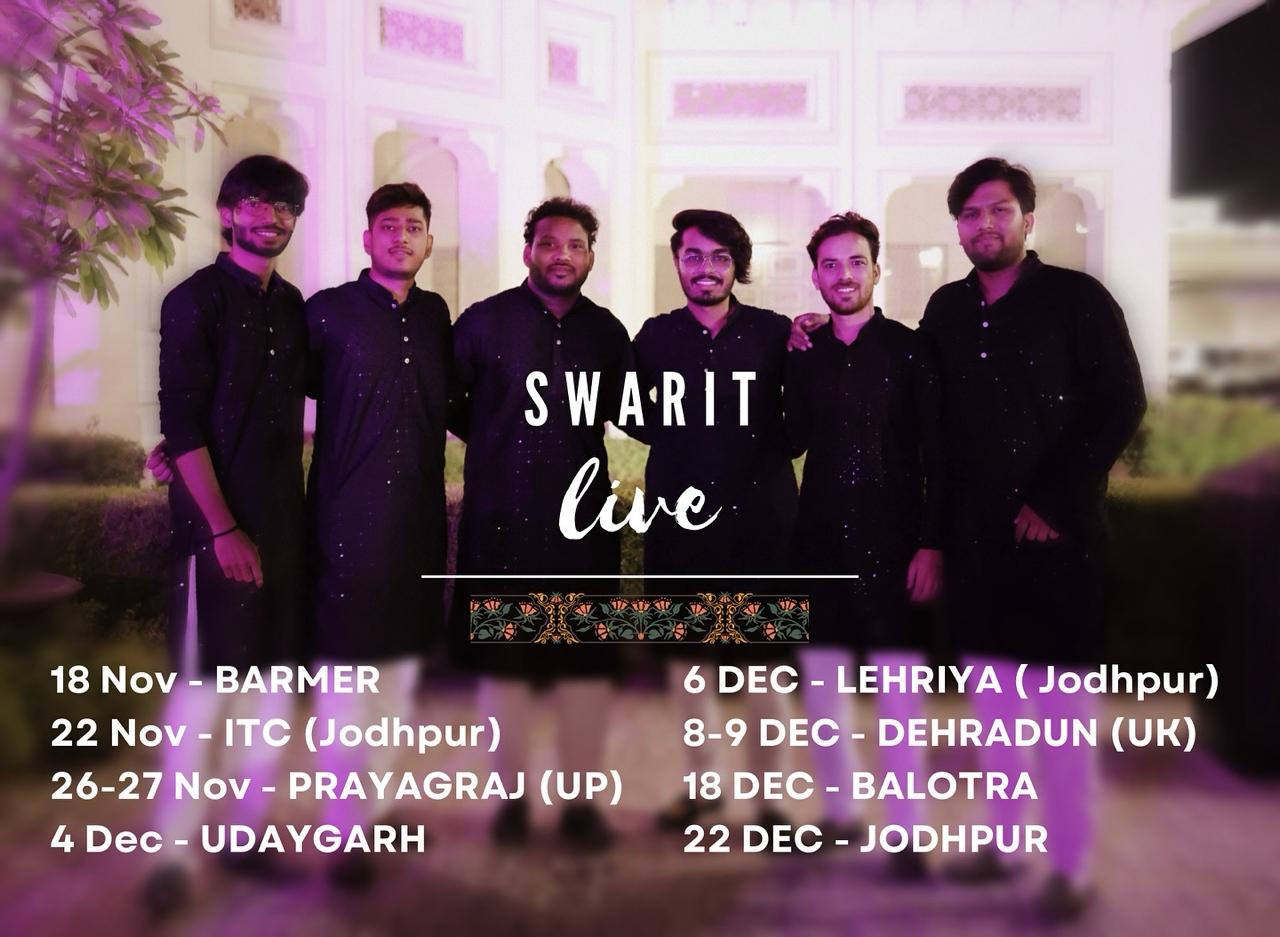 SWARIT
live
18 Nov - BARMER
22 Nov - ITC (Jodhpur)
26-27 Nov - PRAYAGRAJ (UP)
4 Dec - UDAYGARH
6 DEC - LEHRIYA ( Jodhpur)
8-9 DEC - DEHRADUN (UK)
18 DEC - BALOTRA
22 DEC - JODHPUR